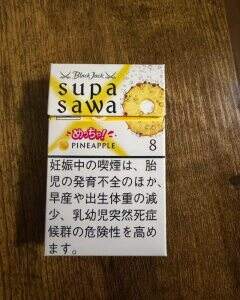 Black Jack
supa
sawa
めっちゃ!
PINEAPPLE
8
妊娠中の喫煙は、胎
児の発育不全のほか、
早産や出生体重の減
少、乳幼児突然死症
候群の危険性を高め
ます。